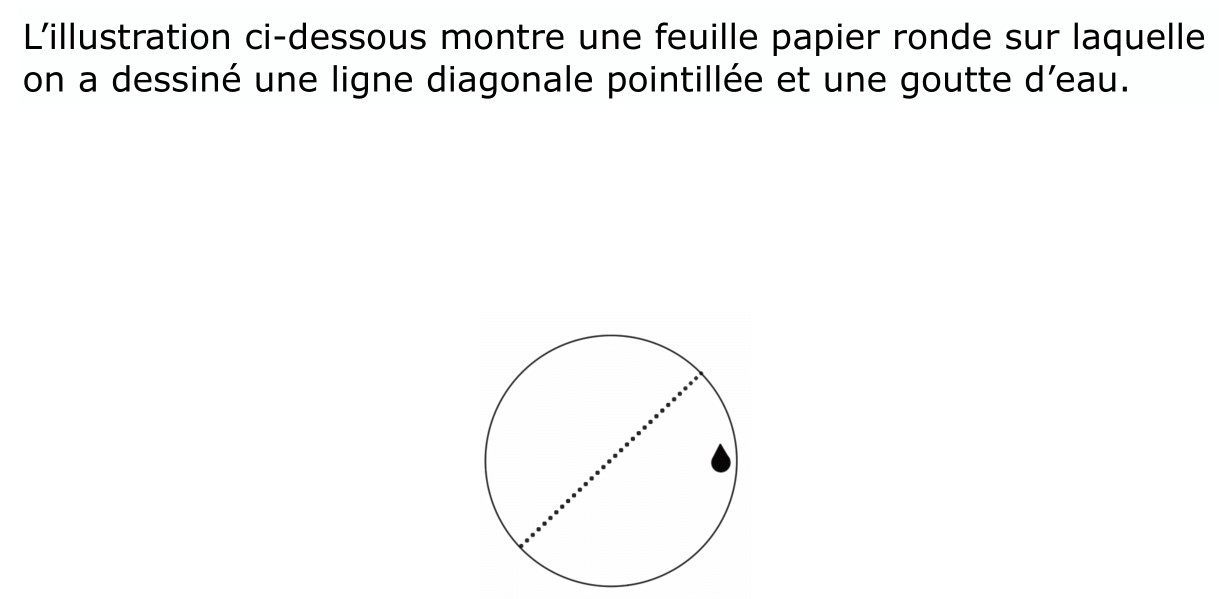 L’illustration ci-dessous montre une feuille papier ronde sur laquelle
on a dessiné une ligne diagonale pointillée et une goutte d’eau.